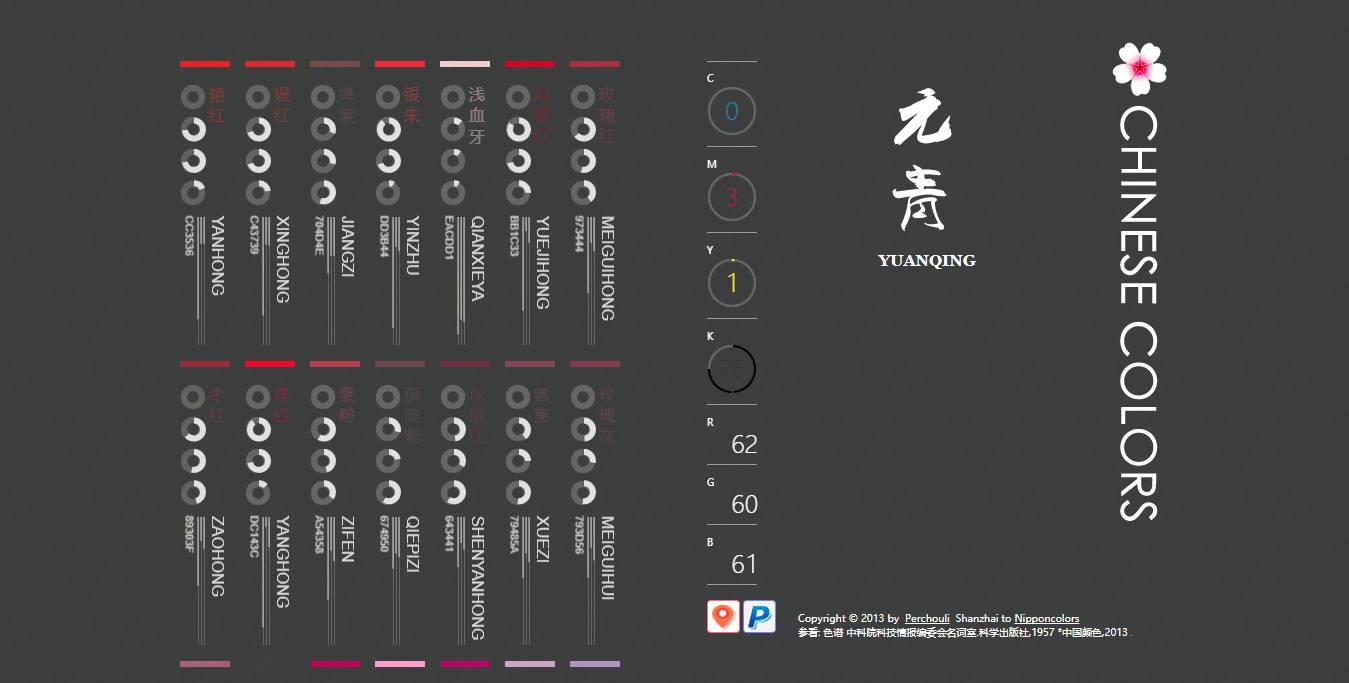 艳红
YANHONG
CC3536
猩红
XINGHONG
C43739
绛紫
JIANGZI
704D4E
银朱
YINZHU
DD3B44
浅血牙
QIANXIEYA
EACDD1
月季红
YUEJIHONG
BB1C33
玫瑰红
MEIGUIHONG
973444
枣红
ZAOHONG
89303F
洋红
YANGHONG
DC143C
紫粉
ZIFEN
A54358
茄皮紫
QIEPIZI
674950
SHENYANHONG
643441
雪紫
XUEZI
79485A
玫瑰灰
MEIGUIHUI
793D56
C
0
M
3
Y
1
K
R
62
G
60
B
61
元青
YUANQING
CHINESE COLORS
Copyright © 2013 by Perchouli Shanzhai to Nipponcolors
参看: 色谱 中科院科技情报编委会名词室.科学出版社,1957 *中国颜色,2013 .